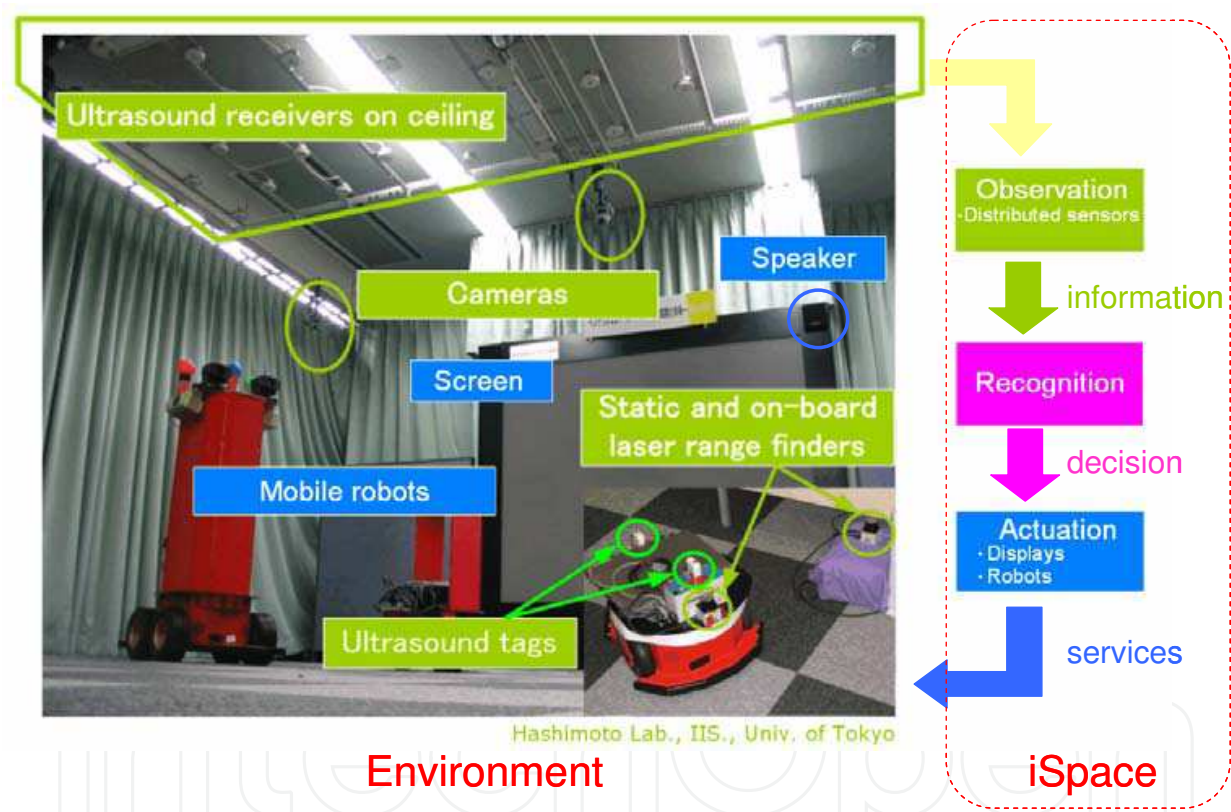 Ultrasound receivers on ceiling
Cameras
Speaker
Screen
Static and on-board
laser range finders
Mobile robots
Ultrasound tags
Hashimoto Lab., IIS., Univ. of Tokyo
Environment
Observation
·Distributed sensors
information
Recognition
decision
Actuation
· Displays
· Robots
services
iSpace
intechopen